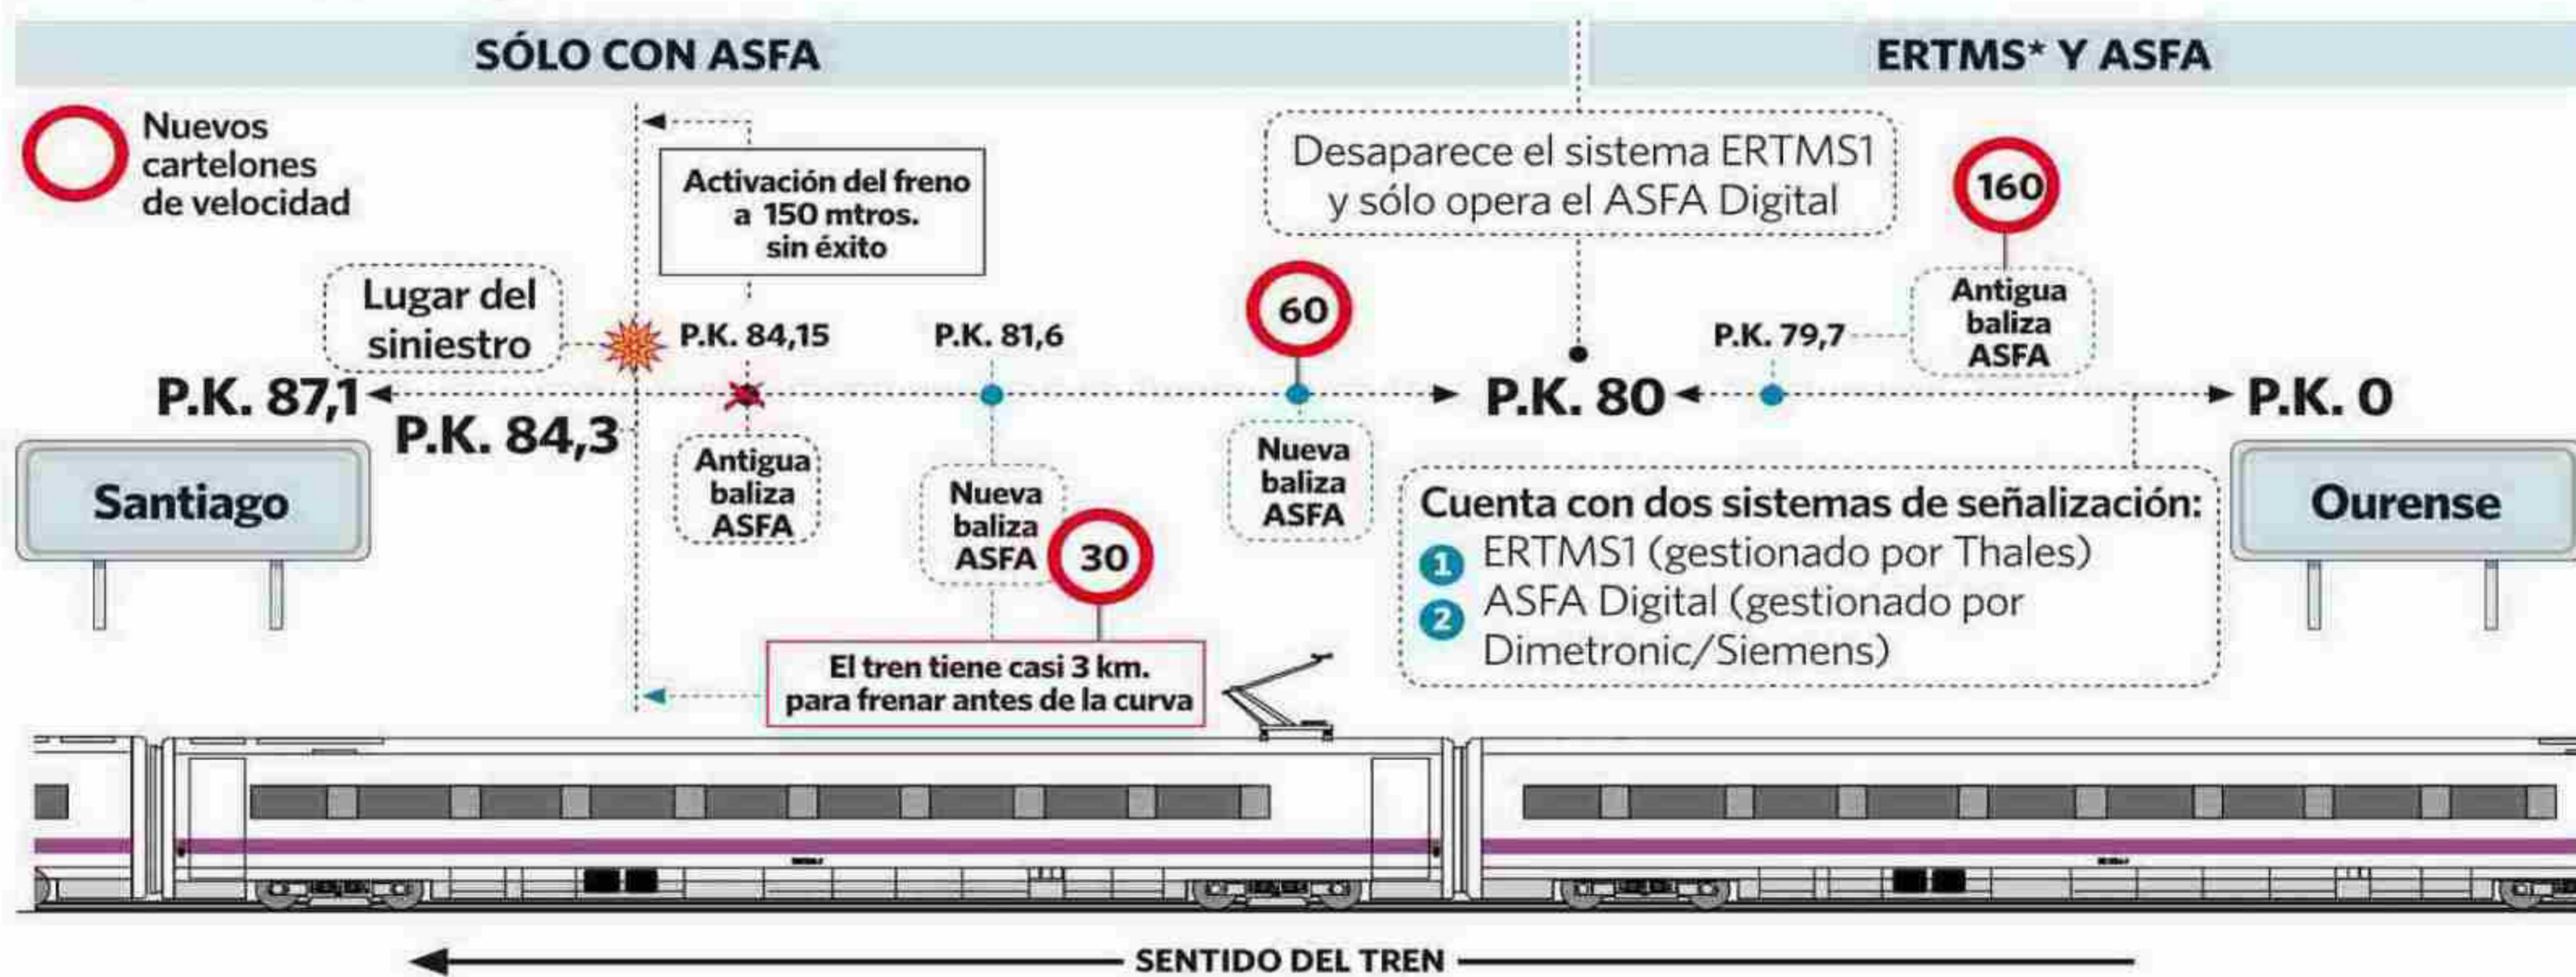 SÓLO CON ASFA
ERTMS* Y ASFA
Nuevos
cartelones
de velocidad
Activación del freno
a 150 mtros.
sin éxito
Desaparece el sistema ERTMS1
y sólo opera el ASFA Digital
160
Lugar del
siniestro
60
Antigua
baliza
ASFA
P.K. 84,15
P.K. 81,6
P.K. 79,7
P.K. 87,1
P.K. 84,3
P.K. 80
P.K. 0
Santiago
Antigua
baliza
ASFA
Nueva
baliza
ASFA
30
Nueva
baliza
ASFA
Cuenta con dos sistemas de señalización:
1 ERTMS1 (gestionado por Thales)
2 ASFA Digital (gestionado por
Dimetronic/Siemens)
Ourense
El tren tiene casi 3 km.
para frenar antes de la curva
SENTIDO DEL TREN